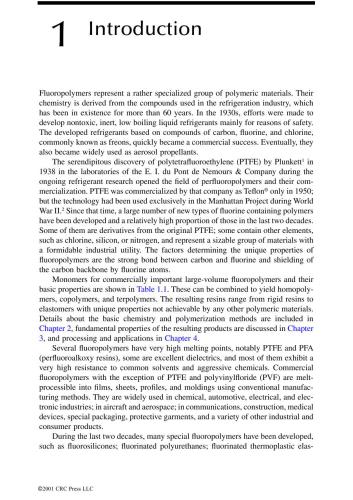 1 Introduction
Fluoropolymers represent a rather specialized group of polymeric materials. Their
chemistry is derived from the compounds used in the refrigeration industry, which
has been in existence for more than 60 years. In the 1930s, efforts were made to
develop nontoxic, inert, low boiling liquid refrigerants mainly for reasons of safety.
The developed refrigerants based on compounds of carbon, fluorine, and chlorine,
commonly known as freons, quickly became a commercial success. Eventually, they
also became widely used as aerosol propellants.
The serendipitous discovery of polytetrafluoroethylene (PTFE) by Plunkett¹ in
1938 in the laboratories of the E. I. du Pont de Nemours & Company during the
ongoing refrigerant research opened the field of perfluoropolymers and their com-
mercialization. PTFE was commercialized by that company as Teflon® only in 1950;
but the technology had been used exclusively in the Manhattan Project during World
War II.² Since that time, a large number of new types of fluorine containing polymers
have been developed and a relatively high proportion of those in the last two decades.
Some of them are derivatives from the original PTFE; some contain other elements,
such as chlorine, silicon, or nitrogen, and represent a sizable group of materials with
a formidable industrial utility. The factors determining the unique properties of
fluoropolymers are the strong bond between carbon and fluorine and shielding of
the carbon backbone by fluorine atoms.
Monomers for commercially important large-volume fluoropolymers and their
basic properties are shown in Table 1.1. These can be combined to yield homopoly-
mers, copolymers, and terpolymers. The resulting resins range from rigid resins to
elastomers with unique properties not achievable by any other polymeric materials.
Details about the basic chemistry and polymerization methods are included in
Chapter 2, fundamental properties of the resulting products are discussed in Chapter
3, and processing and applications in Chapter 4.
Several fluoropolymers have very high melting points, notably PTFE and PFA
(perfluoroalkoxy resins), some are excellent dielectrics, and most of them exhibit a
very high resistance to common solvents and aggressive chemicals. Commercial
fluoropolymers with the exception of PTFE and polyvinylfluoride (PVF) are melt-
processible into films, sheets, profiles, and moldings using conventional manufac-
turing methods. They are widely used in chemical, automotive, electrical, and elec-
tronic industries; in aircraft and aerospace; in communications, construction, medical
devices, special packaging, protective garments, and a variety of other industrial and
consumer products.
During the last two decades, many special fluoropolymers have been developed,
such as fluorosilicones; fluorinated polyurethanes; fluorinated thermoplastic elas-
©2001 CRC Press LLC